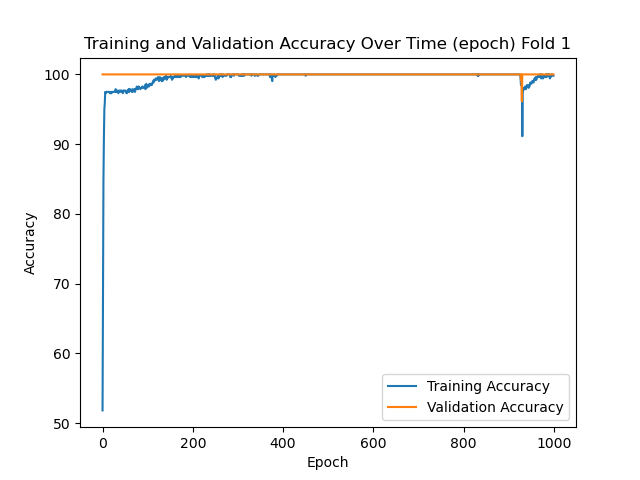 Training and Validation Accuracy Over Time (epoch) Fold 1
100
90
80
70
60
50
Accuracy
0 200 400 600 800 1000
Epoch
Training Accuracy
Validation Accuracy